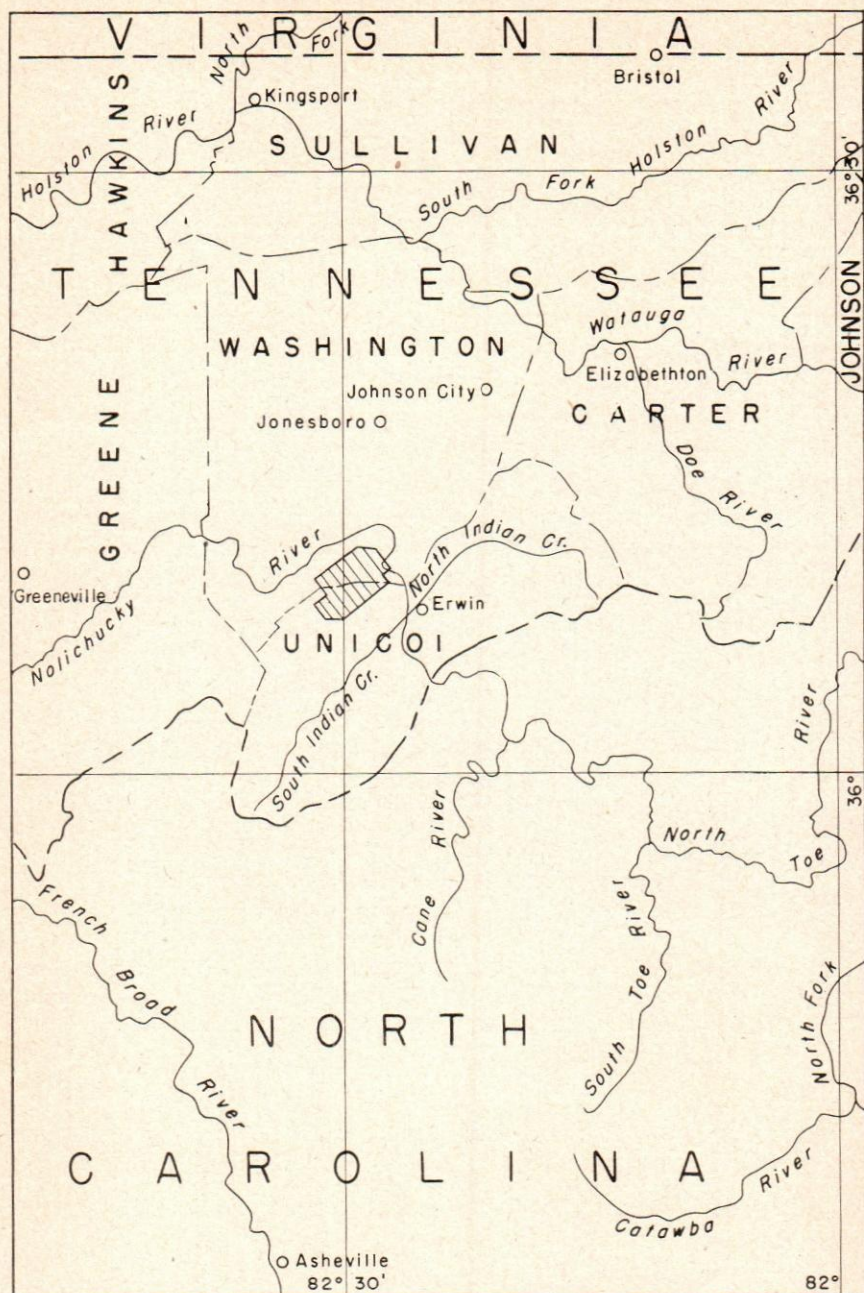 VIRGINIA
North Fork
Bristol
Kingsport
HAWKINS
Holston River
SULLIVAN
South Fork Holston River
36°30'
TENNESSEE
JOHNSON
WASHINGTON
Watauga River
Elizabethton
Johnson City
Jonesboro
CARTER
GREENE
Doe River
River
North Indian Cr.
Greeneville
Erwin
Nolichucky
UNICOI
South Indian Cr.
River
36°
Cane River
North Toe
French Broad River
South Toe River
North Fork
NORTH
CAROLINA
Catawba River
Asheville
82° 30'
82°